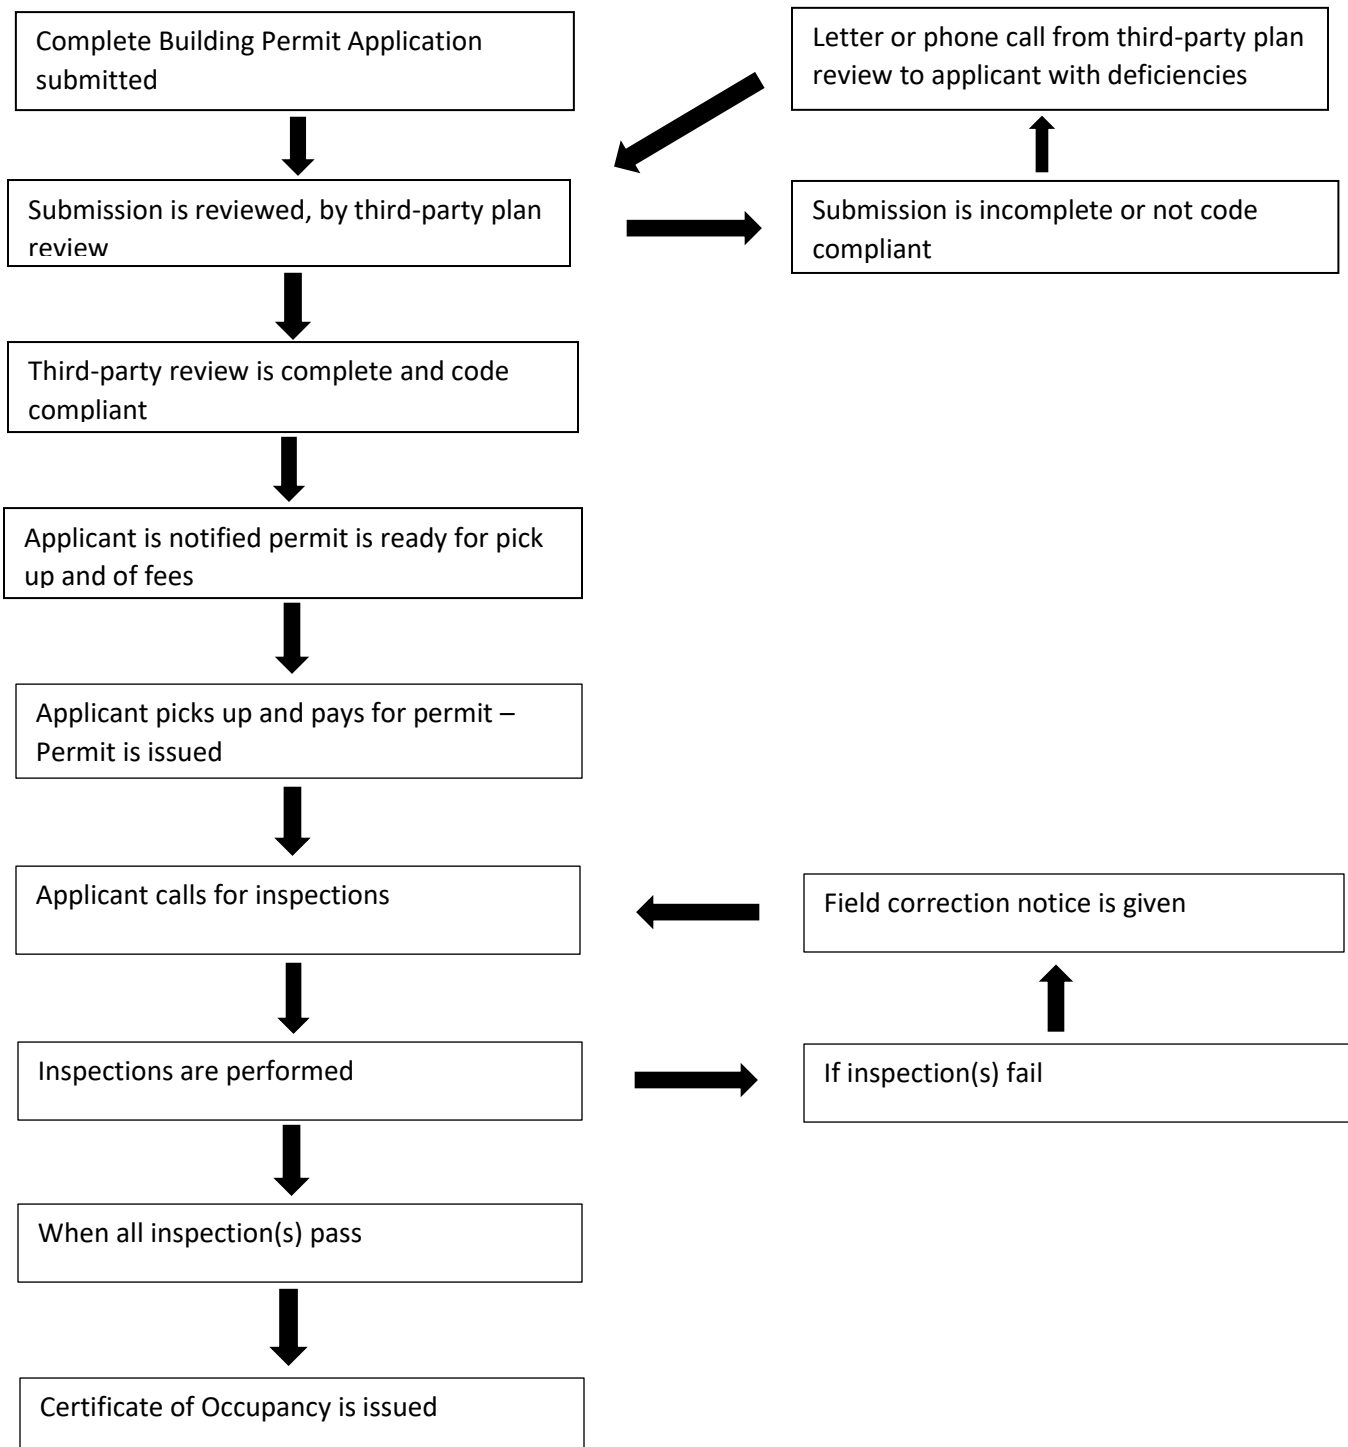 Complete Building Permit Application
submitted
Letter or phone call from third-party plan
review to applicant with deficiencies
Submission is reviewed, by third-party plan
review
Submission is incomplete or not code
compliant
Third-party review is complete and code
compliant
Applicant is notified permit is ready for pick
up and of fees
Applicant picks up and pays for permit –
Permit is issued
Applicant calls for inspections
Field correction notice is given
Inspections are performed
If inspection(s) fail
When all inspection(s) pass
Certificate of Occupancy is issued